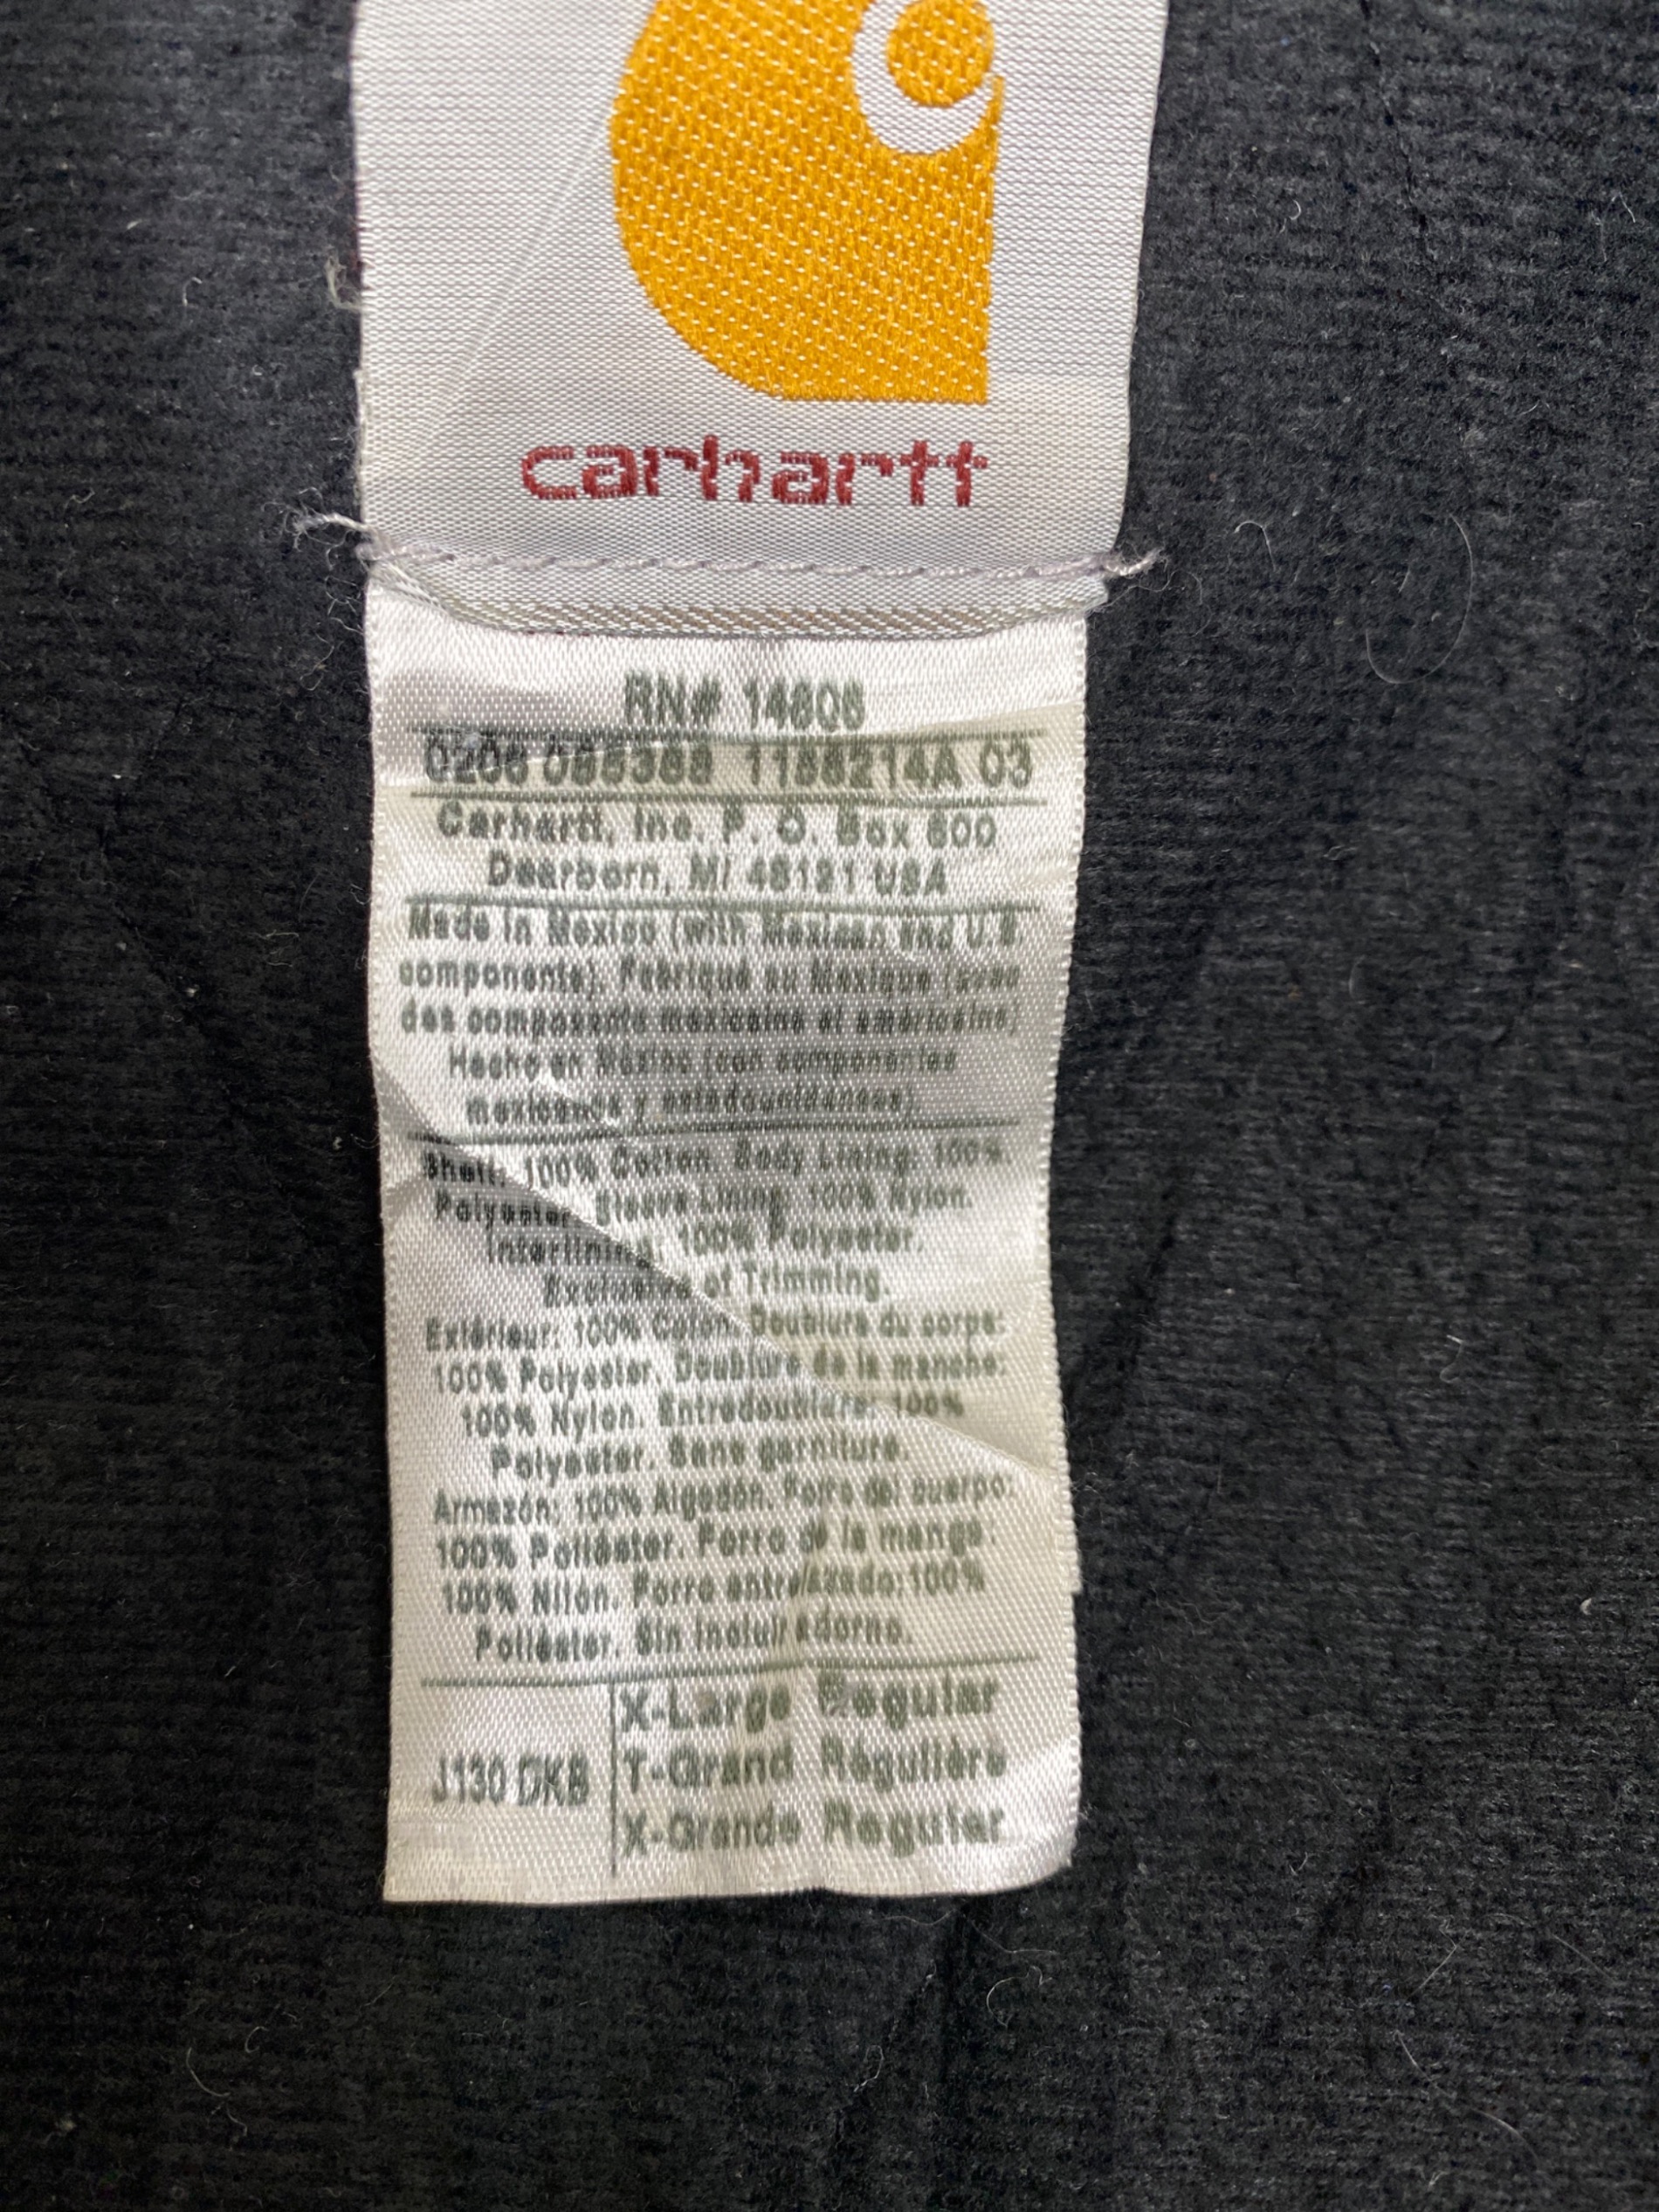 carhartt
RN# 14806
0206 086388 1188214A 03
Carhartt, Inc. P. O. Box 600
Dearborn, MI 48121 USA
Made in Mexico (with Mexican and U.S
components). Fabriqué au Mexique (avec
des composants mexicains et américains)
Hecho en México (con componentes
mexicanos y estadounidenses)
Shell: 100% Cotton. Body Lining: 100%
Polyester. Sleeve Lining: 100% Nylon.
Interlining: 100% Polyester.
Exclusive of Trimming.
Extérieur: 100% Coton. Doublure du corps:
100% Polyester. Doublure de la manche:
100% Nylon. Entredoublure: 100%
Polyester. Sans garniture
Armazón: 100% Algodón. Forro del cuerpo:
100% Poliéster. Forro de la manga:
100% Nilón. Forro entrelazado:100%
Poliéster. Sin incluir adorno.
J130 DKB
X-Large Regular
T-Grand Régulière
X-Grande Regular